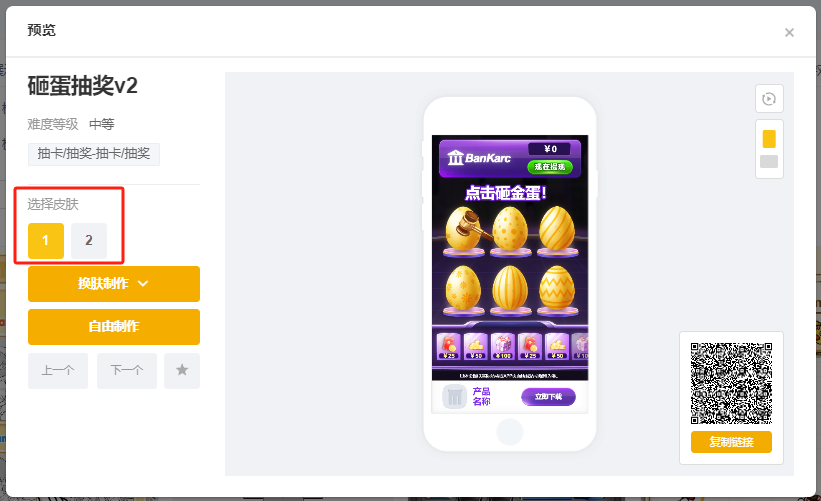 预览
×
砸蛋抽奖v2
难度等级 中等
抽卡/抽奖-抽卡/抽奖
选择皮肤
1 2
换肤制作
自由制作
上一个 下一个
BanKarc
¥0
现在提现
点击砸金蛋!
¥25 ¥50 ¥100 ¥25 ¥50 ¥10
产品
名称
立即下载
复制链接